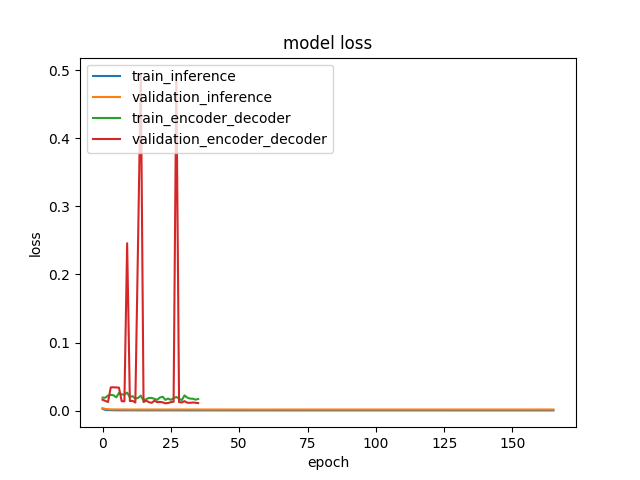 model loss
train_inference
validation_inference
train_encoder_decoder
validation_encoder_decoder
0.5
0.4
0.3
0.2
0.1
0.0
loss
0 25 50 75 100 125 150
epoch